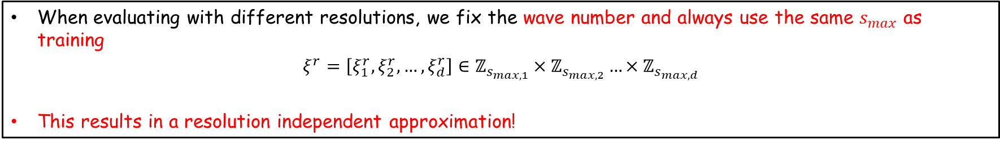 • When evaluating with different resolutions, we fix the wave number and always use the same $s_{max}$ as
training
$\xi^r = [\xi_1^r, \xi_2^r, \ldots, \xi_d^r] \in \mathbb{Z}_{s_{max,1}} \times \mathbb{Z}_{s_{max,2}} \ldots \times \mathbb{Z}_{s_{max,d}}$
• This results in a resolution independent approximation!